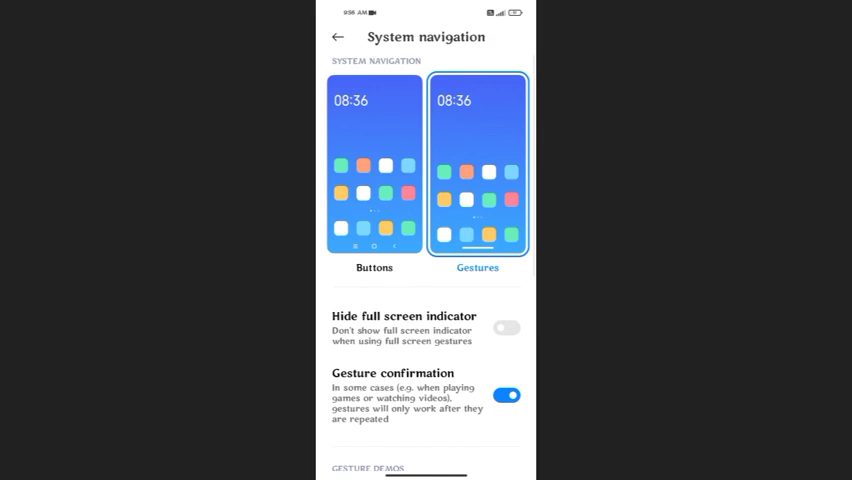 9:56 AM
System navigation
SYSTEM NAVIGATION
08:36
08:36
Buttons
Gestures
Hide full screen indicator
Don't show full screen indicator
when using full screen gestures
Gesture confirmation
In some cases (e.g. when playing
games or watching videos),
gestures will only work after they
are repeated
GESTURE DEMOS